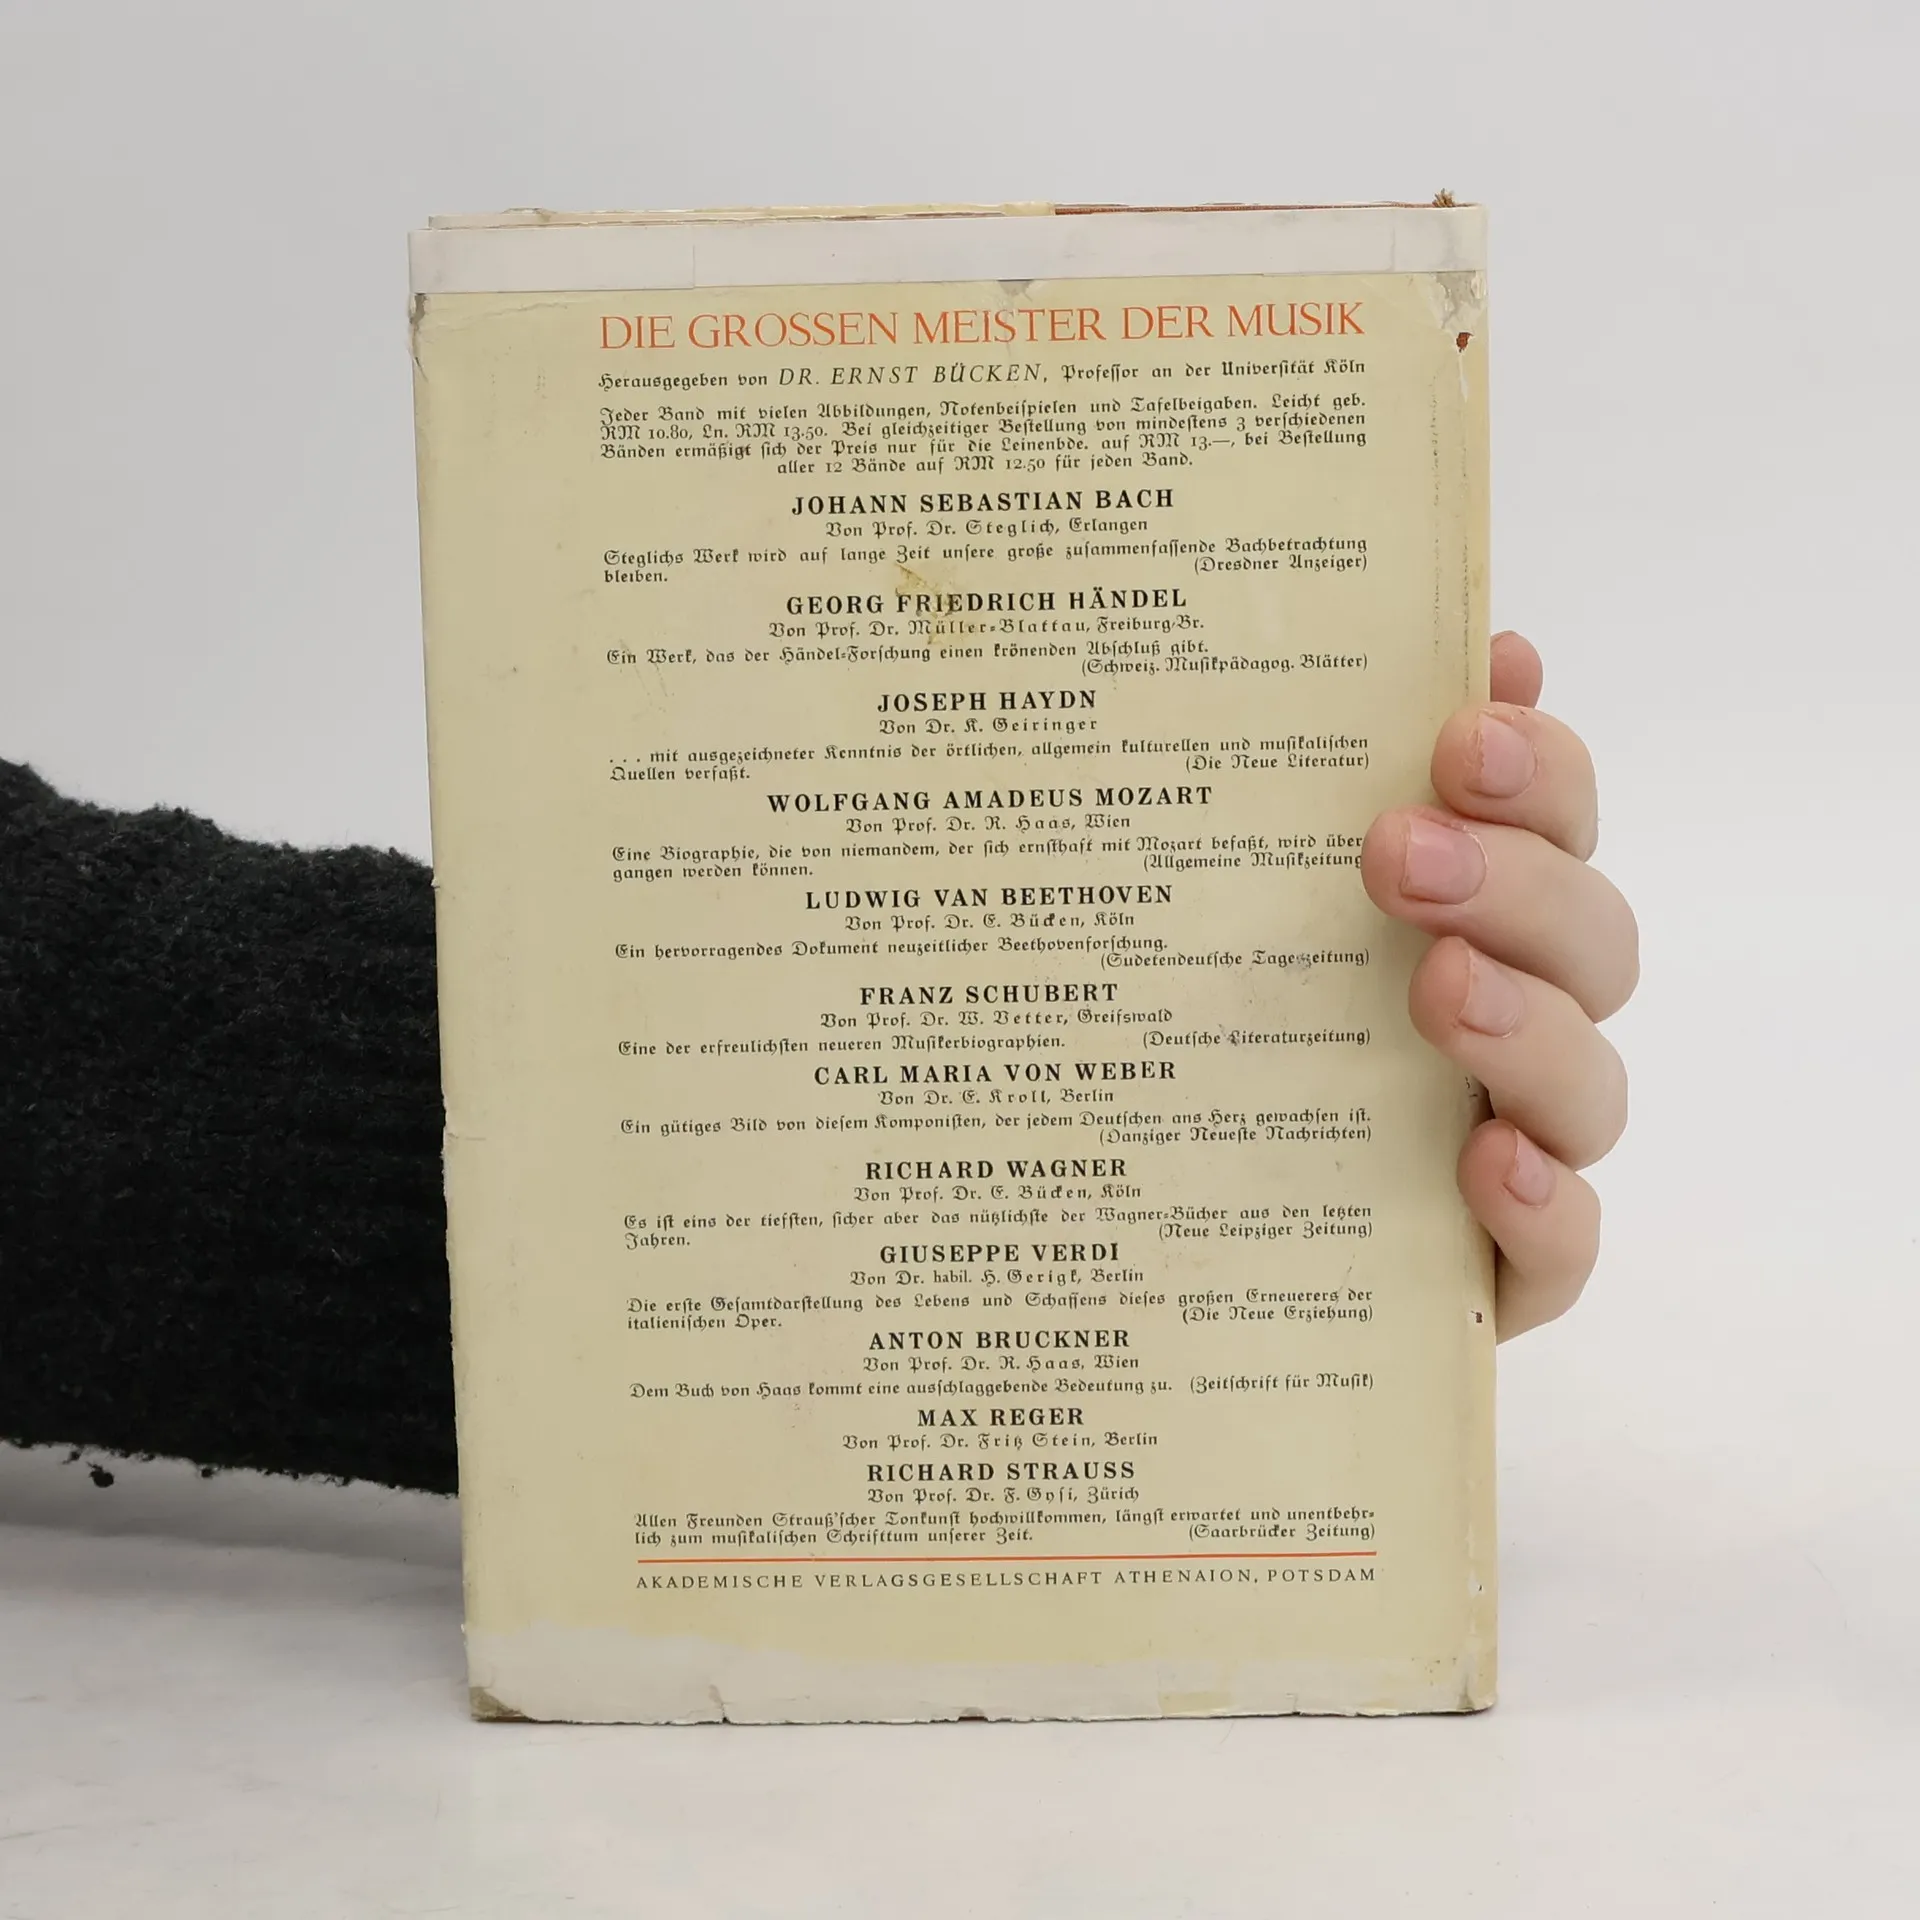 DIE GROSSEN MEISTER DER MUSIK
Herausgegeben von DR. ERNST BÜCKEN, Professor an der Universität Köln
Jeder Band mit vielen Abbildungen, Notenbeispielen und Tafelbeigaben. Leicht geb.
RM 10.80, Ln. RM 13.50. Bei gleichzeitiger Bestellung von mindestens 3 verschiedenen
Bänden ermäßigt sich der Preis nur für die Leinenbde. auf RM 13.—, bei Bestellung
aller 12 Bände auf RM 12.50 für jeden Band.
JOHANN SEBASTIAN BACH
Von Prof. Dr. Steglich, Erlangen
Steglichs Werk wird auf lange Zeit unsere große zusammenfassende Bachbetrachtung
bleiben. (Dresdner Anzeiger)
GEORG FRIEDRICH HÄNDEL
Von Prof. Dr. Müller-Blattau, Freiburg/Br.
Ein Werk, das der Händel-Forschung einen krönenden Abschluß gibt.
(Schweiz. Musikpädagog. Blätter)
JOSEPH HAYDN
Von Dr. K. Geiringer
. . . mit ausgezeichneter Kenntnis der örtlichen, allgemein kulturellen und musikalischen
Quellen verfaßt. (Die Neue Literatur)
WOLFGANG AMADEUS MOZART
Von Prof. Dr. R. Haas, Wien
Eine Biographie, die von niemandem, der sich ernsthaft mit Mozart befaßt, wird über
gangen werden können. (Allgemeine Musikzeitung
LUDWIG VAN BEETHOVEN
Von Prof. Dr. E. Bücken, Köln
Ein hervorragendes Dokument neuzeitlicher Beethovenforschung.
(Sudetendeutsche Tageszeitung)
FRANZ SCHUBERT
Von Prof. Dr. W. Vetter, Greifswald
Eine der erfreulichsten neueren Musikerbiographien. (Deutsche Literaturzeitung)
CARL MARIA VON WEBER
Von Dr. E. Kroll, Berlin
Ein gütiges Bild von diesem Komponisten, der jedem Deutschen ans Herz gewachsen ist.
(Danziger Neueste Nachrichten)
RICHARD WAGNER
Von Prof. Dr. E. Bücken, Köln
Es ist eins der tiefsten, sicher aber das nützlichste der Wagner-Bücher aus den letzten
Jahren. (Neue Leipziger Zeitung)
GIUSEPPE VERDI
Von Dr. habil. H. Gerigk, Berlin
Die erste Gesamtdarstellung des Lebens und Schaffens dieses großen Erneuerers der
italienischen Oper. (Die Neue Erziehung)
ANTON BRUCKNER
Von Prof. Dr. R. Haas, Wien
Dem Buch von Haas kommt eine ausschlaggebende Bedeutung zu. (Zeitschrift für Musik)
MAX REGER
Von Prof. Dr. Fritz Stein, Berlin
RICHARD STRAUSS
Von Prof. Dr. F. Gysi, Zürich
Allen Freunden Strauß'scher Tonkunst hochwillkommen, längst erwartet und unentbehr-
lich zum musikalischen Schrifttum unserer Zeit. (Saarbrücker Zeitung)
AKADEMISCHE VERLAGSGESELLSCHAFT ATHENAION, POTSDAM